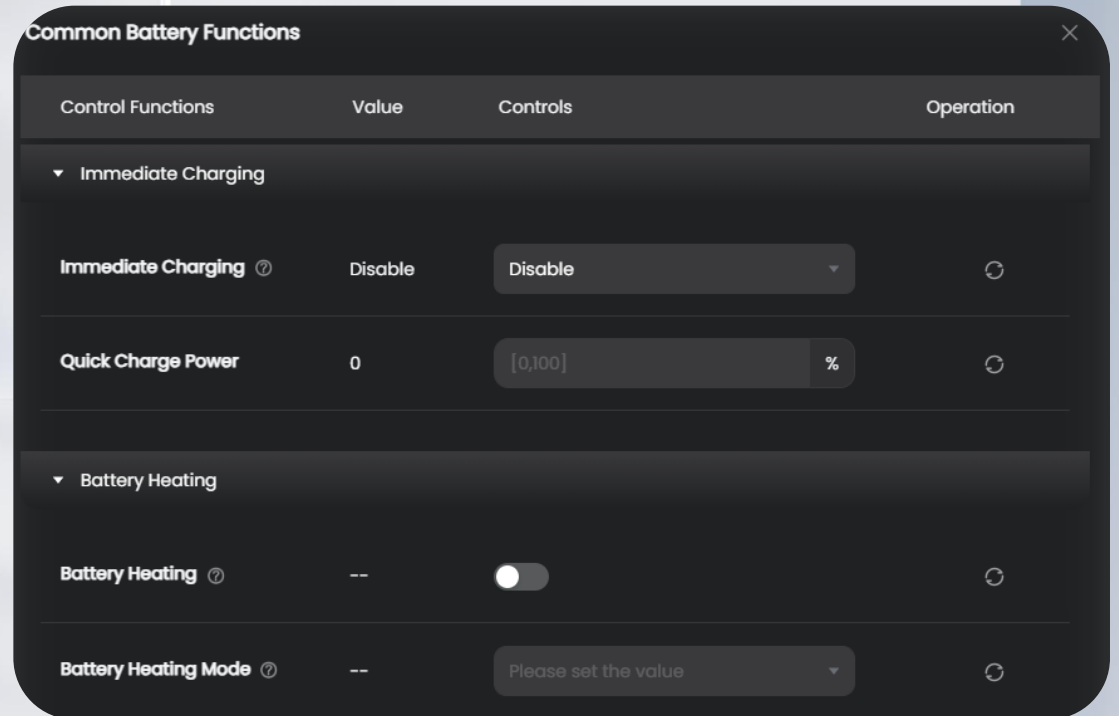 Common Battery Functions
Control Functions Value Controls Operation
Immediate Charging
Immediate Charging Disable Disable
Quick Charge Power 0 [0,100] %
Battery Heating
Battery Heating --
Battery Heating Mode -- Please set the value